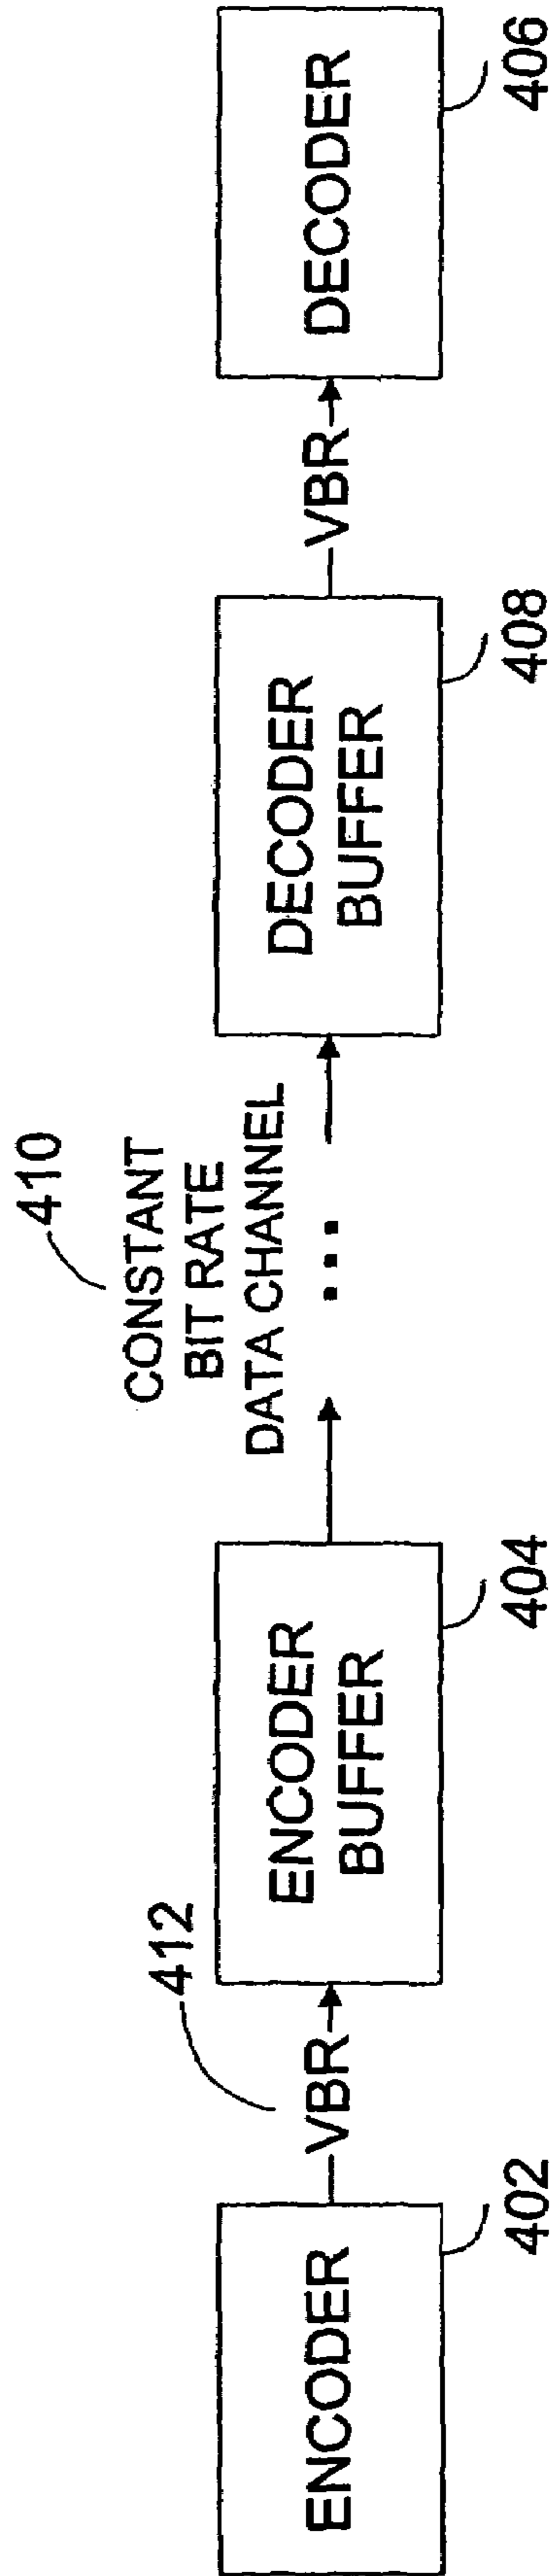 ENCODER
402
VBR
412
ENCODER
BUFFER
404
CONSTANT
BIT RATE
DATA CHANNEL
410
...
DECODER
BUFFER
408
VBR
DECODER
406